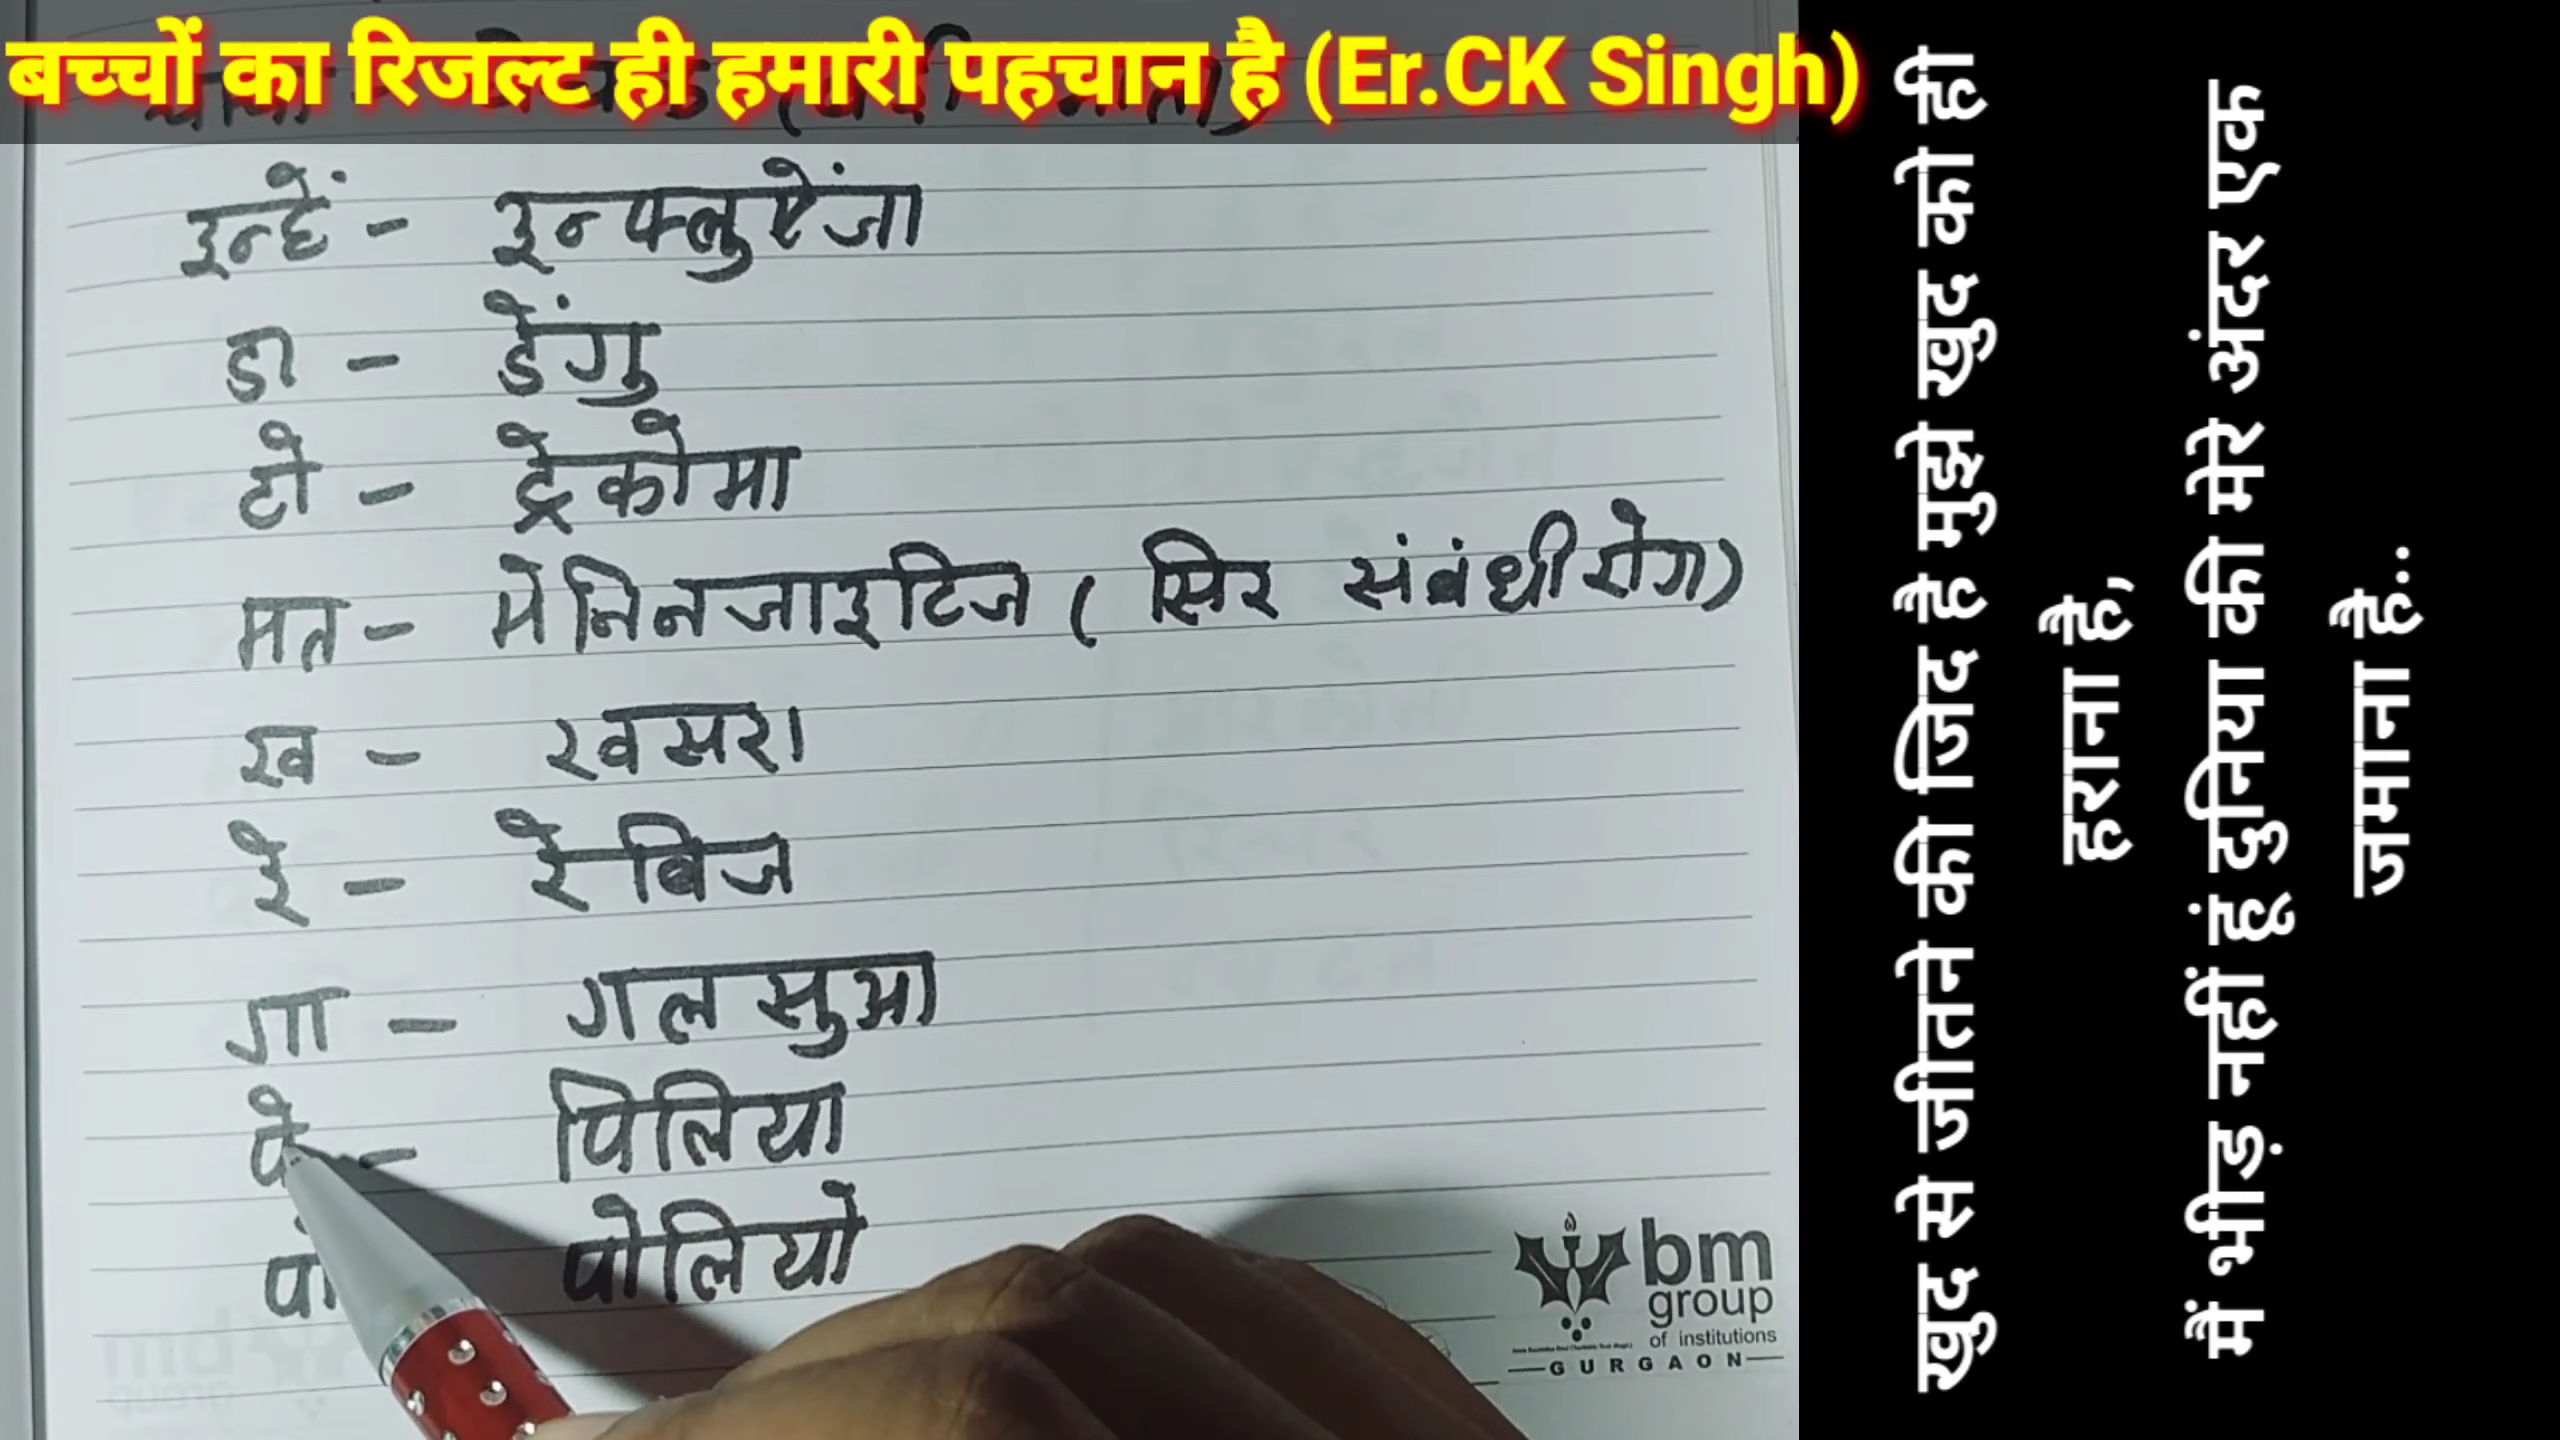 बच्चों का रिजल्ट ही हमारी पहचान है (Er.CK Singh)
इन्हें - इन्फ्लुऐंजा
डा - डेंगु
टो - ट्रेकोमा
मत - मेनिनजाइटिज ( सिर संबंधी रोग)
ख - खसरा
रे - रेबिज
गा - गलसुआ
पे - पिलिया
पो पोलियो
bm
group
of institutions
GURGAON
खुद से जीतने की जिद है मुझे खुद को ही
हराना है,
मैं भीड़ नहीं हूं दुनिया की मेरे अंदर एक
जमाना है..